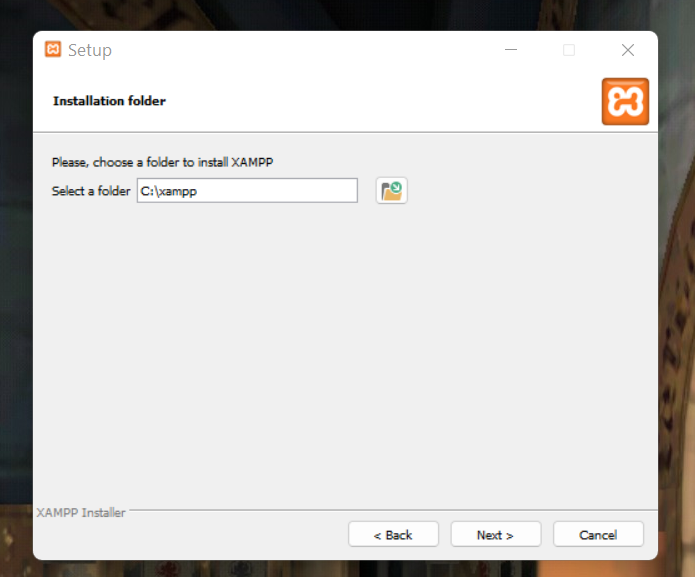 Setup
Installation folder
Please, choose a folder to install XAMPP
Select a folder C:\xampp
XAMPP Installer
< Back Next > Cancel